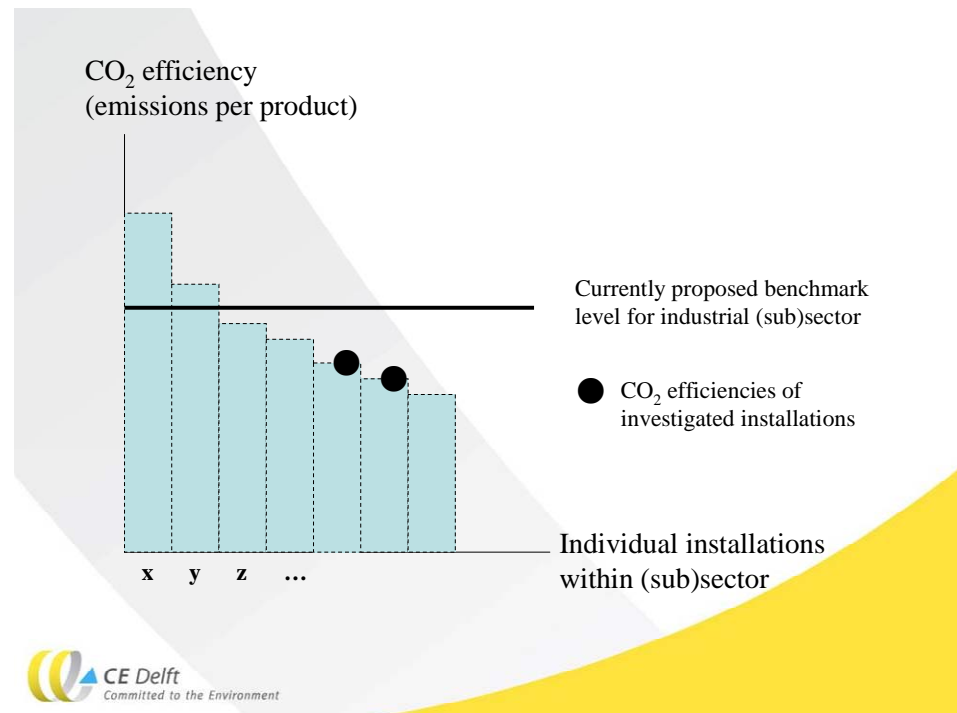 CO₂ efficiency
(emissions per product)
Currently proposed benchmark
level for industrial (sub)sector
CO₂ efficiencies of
investigated installations
Individual installations
within (sub)sector
x y z ...
CE Delft
Committed to the Environment